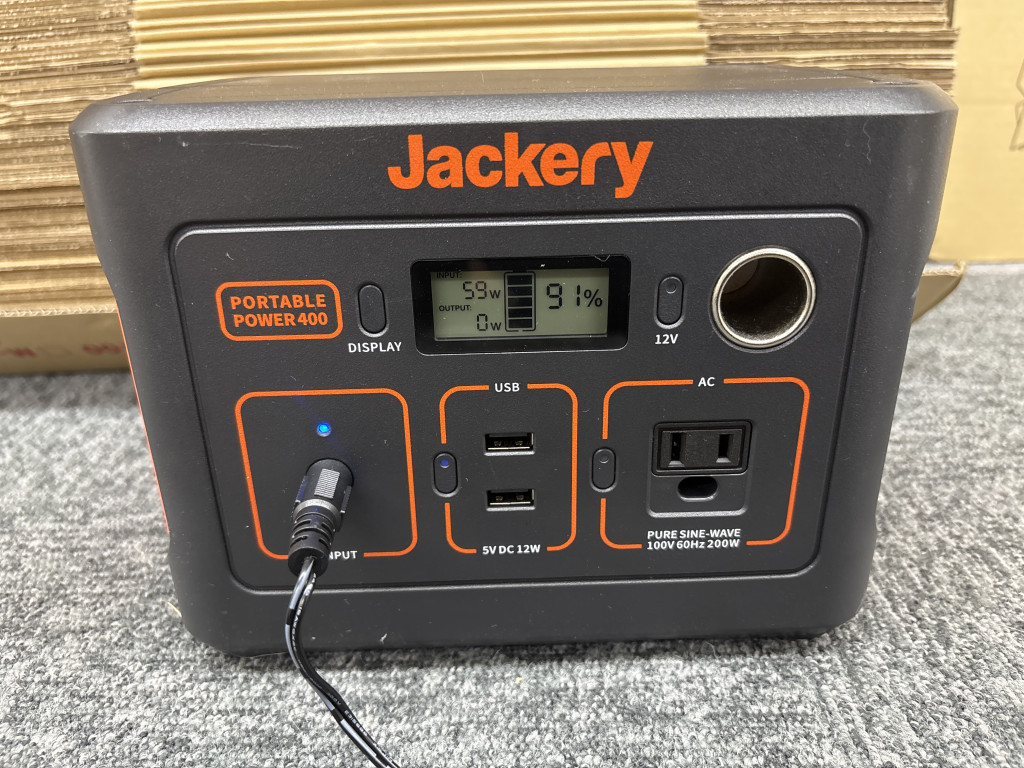 Jackery
PORTABLE
POWER 400
DISPLAY
INPUT:
59W
OUTPUT:
0W
91%
12V
USB
5V DC 12W
AC
PURE SINE-WAVE
100V 60Hz 200W
NPUT